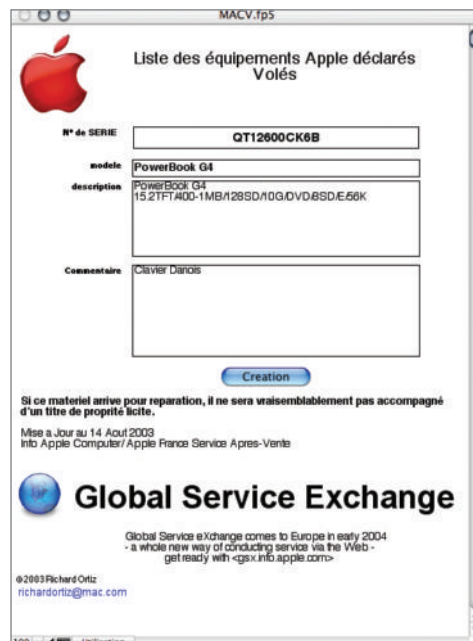 MACV.fp5
Liste des équipements Apple déclarés
Volés
N° de SERIE
QT12600CK6B
modele
PowerBook G4
description
PowerBook G4
15.2TFT/400-1MB/128SD/10G/DVD/8SD/E/56K
Commentaire
Clavier Danois
Creation
Si ce materiel arrive pour reparation, il ne sera vraisemblablement pas accompagné
d'un titre de proprité licite.
Mise a Jour au 14 Aout 2003
Info Apple Computer/ Apple France Service Apres-Vente
Global Service Exchange
Global Service eXchange comes to Europe in early 2004
- a whole new way of conducting service via the Web -
get ready with <gsx.info.apple.com>
©2003 Richard Ortiz
richardortiz@mac.com